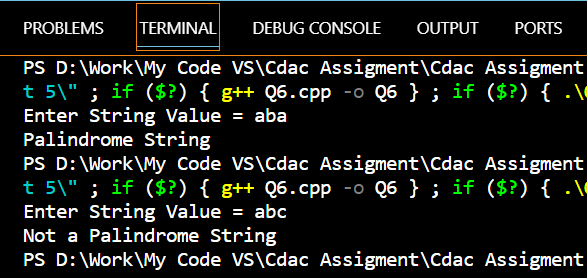 PROBLEMS TERMINAL DEBUG CONSOLE OUTPUT PORTS
PS D:\Work\My Code VS\Cdac Assigment\Cdac Assigment
t 5\" ; if ($?) { g++ Q6.cpp -o Q6 } ; if ($?) { .\
Enter String Value = aba
Palindrome String
PS D:\Work\My Code VS\Cdac Assigment\Cdac Assigment
t 5\" ; if ($?) { g++ Q6.cpp -o Q6 } ; if ($?) { .\
Enter String Value = abc
Not a Palindrome String
PS D:\Work\My Code VS\Cdac Assigment\Cdac Assigment